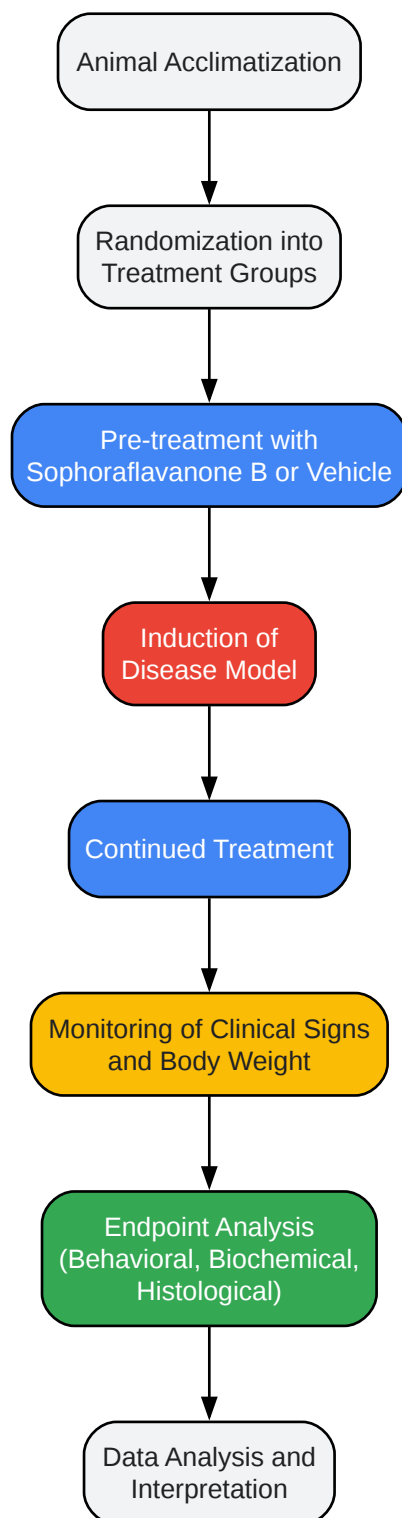 Animal Acclimatization
Randomization into
Treatment Groups
Pre-treatment with
Sophoraflavanone B or Vehicle
Induction of
Disease Model
Continued Treatment
Monitoring of Clinical Signs
and Body Weight
Endpoint Analysis
(Behavioral, Biochemical,
Histological)
Data Analysis and
Interpretation